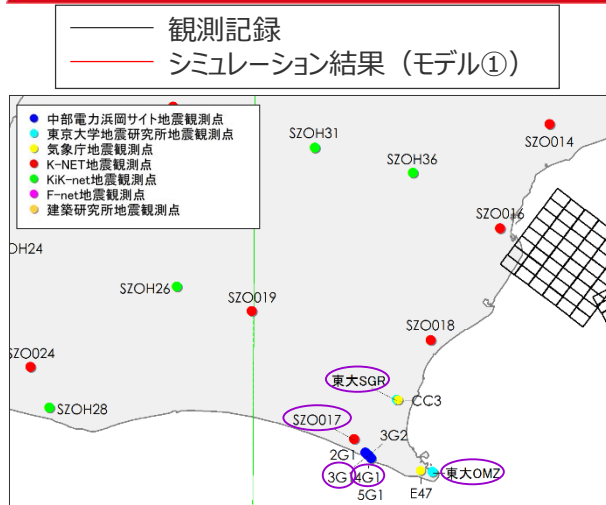 観測記録
シミュレーション結果（モデル①）
中部電力浜岡サイト地震観測点
東京大学地震研究所地震観測点
気象庁地震観測点
K-NET地震観測点
KiK-net地震観測点
F-net地震観測点
建築研究所地震観測点
SZO014
SZOH31
SZOH36
SZO016
OH24
SZOH26
SZO019
SZO018
SZO024
東大SGR
CC3
SZOH28
SZO017
3G2
2G1
3G1
4G1
東大OMZ
5G1
E47